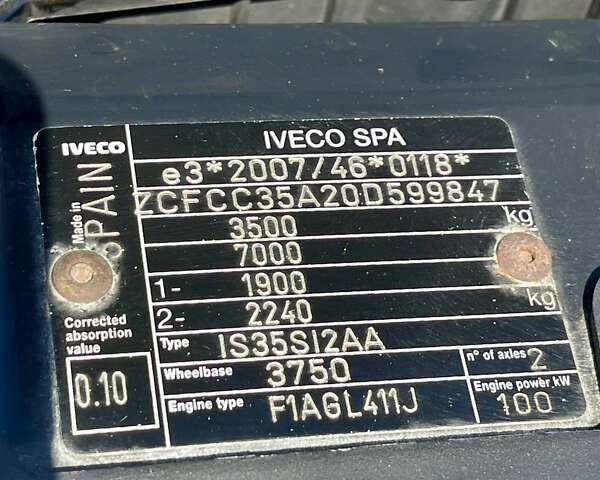 IVECO
IVECO SPA
Made in
SPAIN
e3*2007/46*0118*
ZCFCC35A20D599847
3500 kg
7000
1- 1900
2- 2240 kg
Corrected
absorption
value
0.10
Type IS35SI2AA
Wheelbase 3750
n° of axles 2
Engine type F1AGL411J
Engine power kW
100